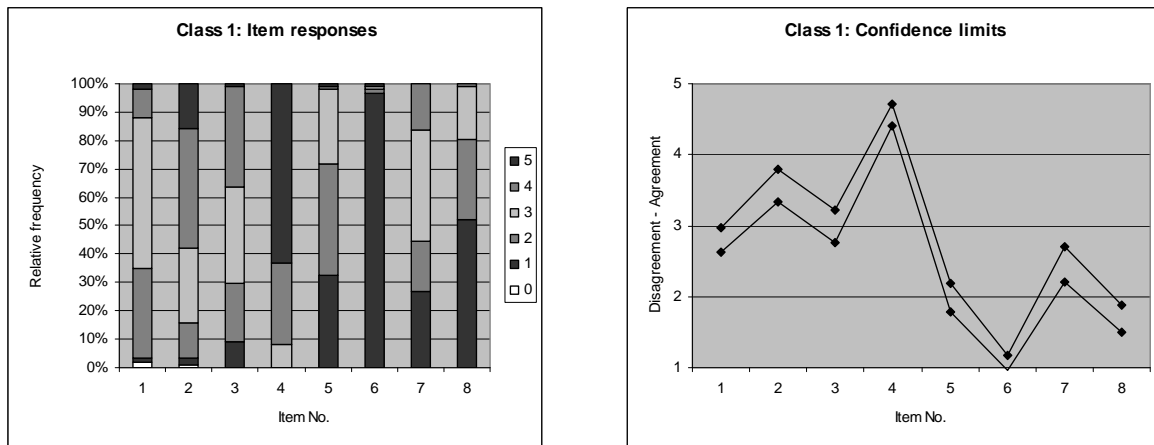 Class 1: Item responses
100%
90%
80%
70%
60%
50%
40%
30%
20%
10%
0%
Relative frequency
1 2 3 4 5 6 7 8
Item No.
5
4
3
2
1
0
Class 1: Confidence limits
5
4
3
2
1
Disagreement - Agreement
1 2 3 4 5 6 7 8
Item No.